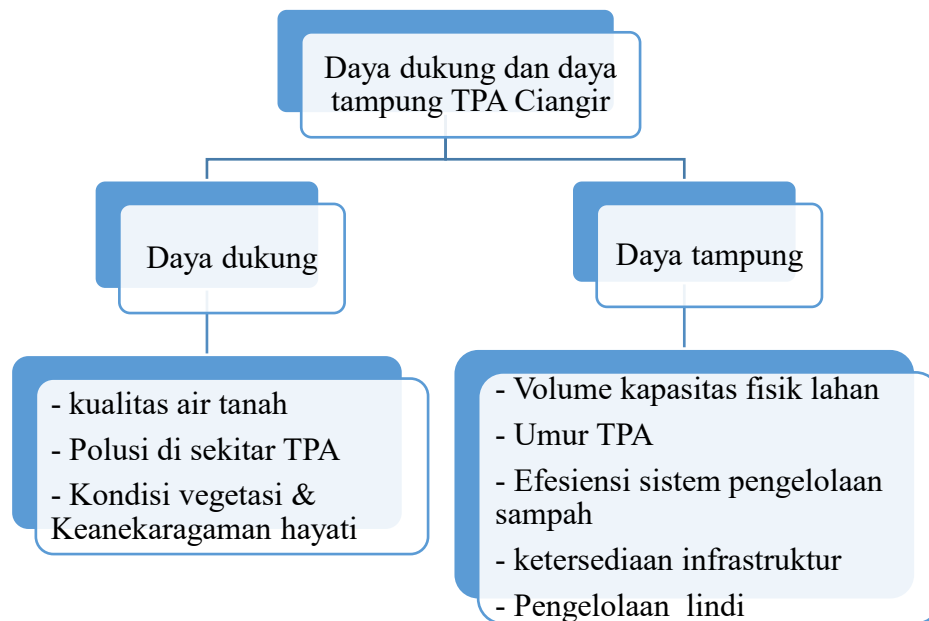 Daya dukung dan daya
tampung TPA Ciangir
Daya dukung
Daya tampung
- kualitas air tanah
- Polusi di sekitar TPA
- Kondisi vegetasi &
Keanekaragaman hayati
- Volume kapasitas fisik lahan
- Umur TPA
- Efesiensi sistem pengelolaan
sampah
- ketersediaan infrastruktur
- Pengelolaan  lindi